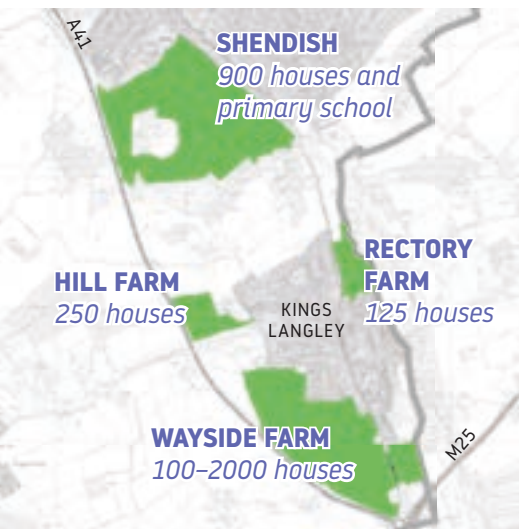 A41
SHENDISH
900 houses and
primary school
RECTORY
FARM
125 houses
HILL FARM
250 houses
KINGS
LANGLEY
WAYSIDE FARM
100–2000 houses
M25